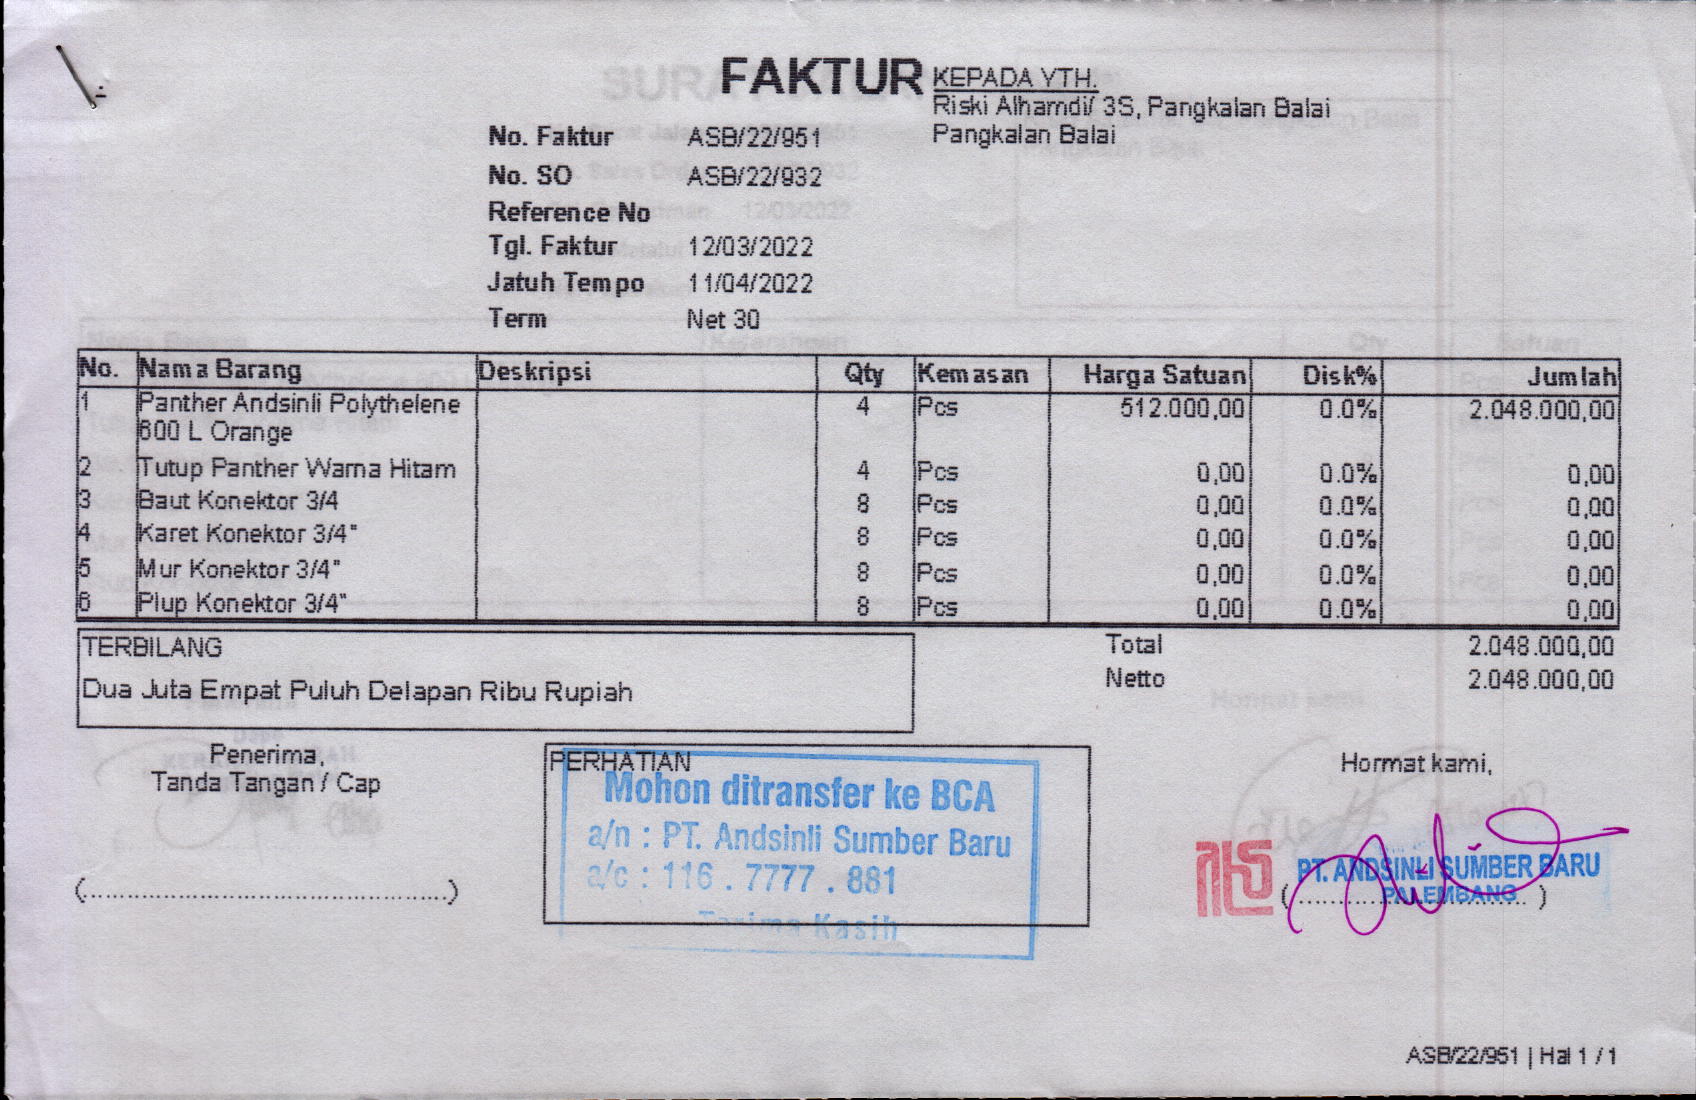 FAKTUR
KEPADA YTH.
Riski Alhamdi/ 3S, Pangkalan Balai
Pangkalan Balai
No. Faktur ASB/22/951
No. SO ASB/22/932
Reference No
Tgl. Faktur 12/03/2022
Jatuh Tempo 11/04/2022
Term Net 30
No. Nama Barang Deskripsi Qty Kemasan Harga Satuan Disk% Jumlah
1 Panther Andsinli Polythelene 4 Pcs 512.000,00 0.0% 2.048.000,00
600 L Orange
2 Tutup Panther Warna Hitam 4 Pcs 0,00 0.0% 0,00
3 Baut Konektor 3/4 8 Pcs 0,00 0.0% 0,00
4 Karet Konektor 3/4" 8 Pcs 0,00 0.0% 0,00
5 Mur Konektor 3/4" 8 Pcs 0,00 0.0% 0,00
6 Plup Konektor 3/4" 8 Pcs 0,00 0.0% 0,00
TERBILANG
Dua Juta Empat Puluh Delapan Ribu Rupiah
Total 2.048.000,00
Netto 2.048.000,00
Penerima,
Tanda Tangan / Cap
(................................................)
PERHATIAN
Mohon ditransfer ke BCA
a/n : PT. Andsinli Sumber Baru
a/c : 116 . 7777 . 881
Terima Kasih
Hormat kami,
PT. ANDSINLI SUMBER BARU
PALEMBANG
(..............................)
ASB/22/951 | Hal 1 / 1